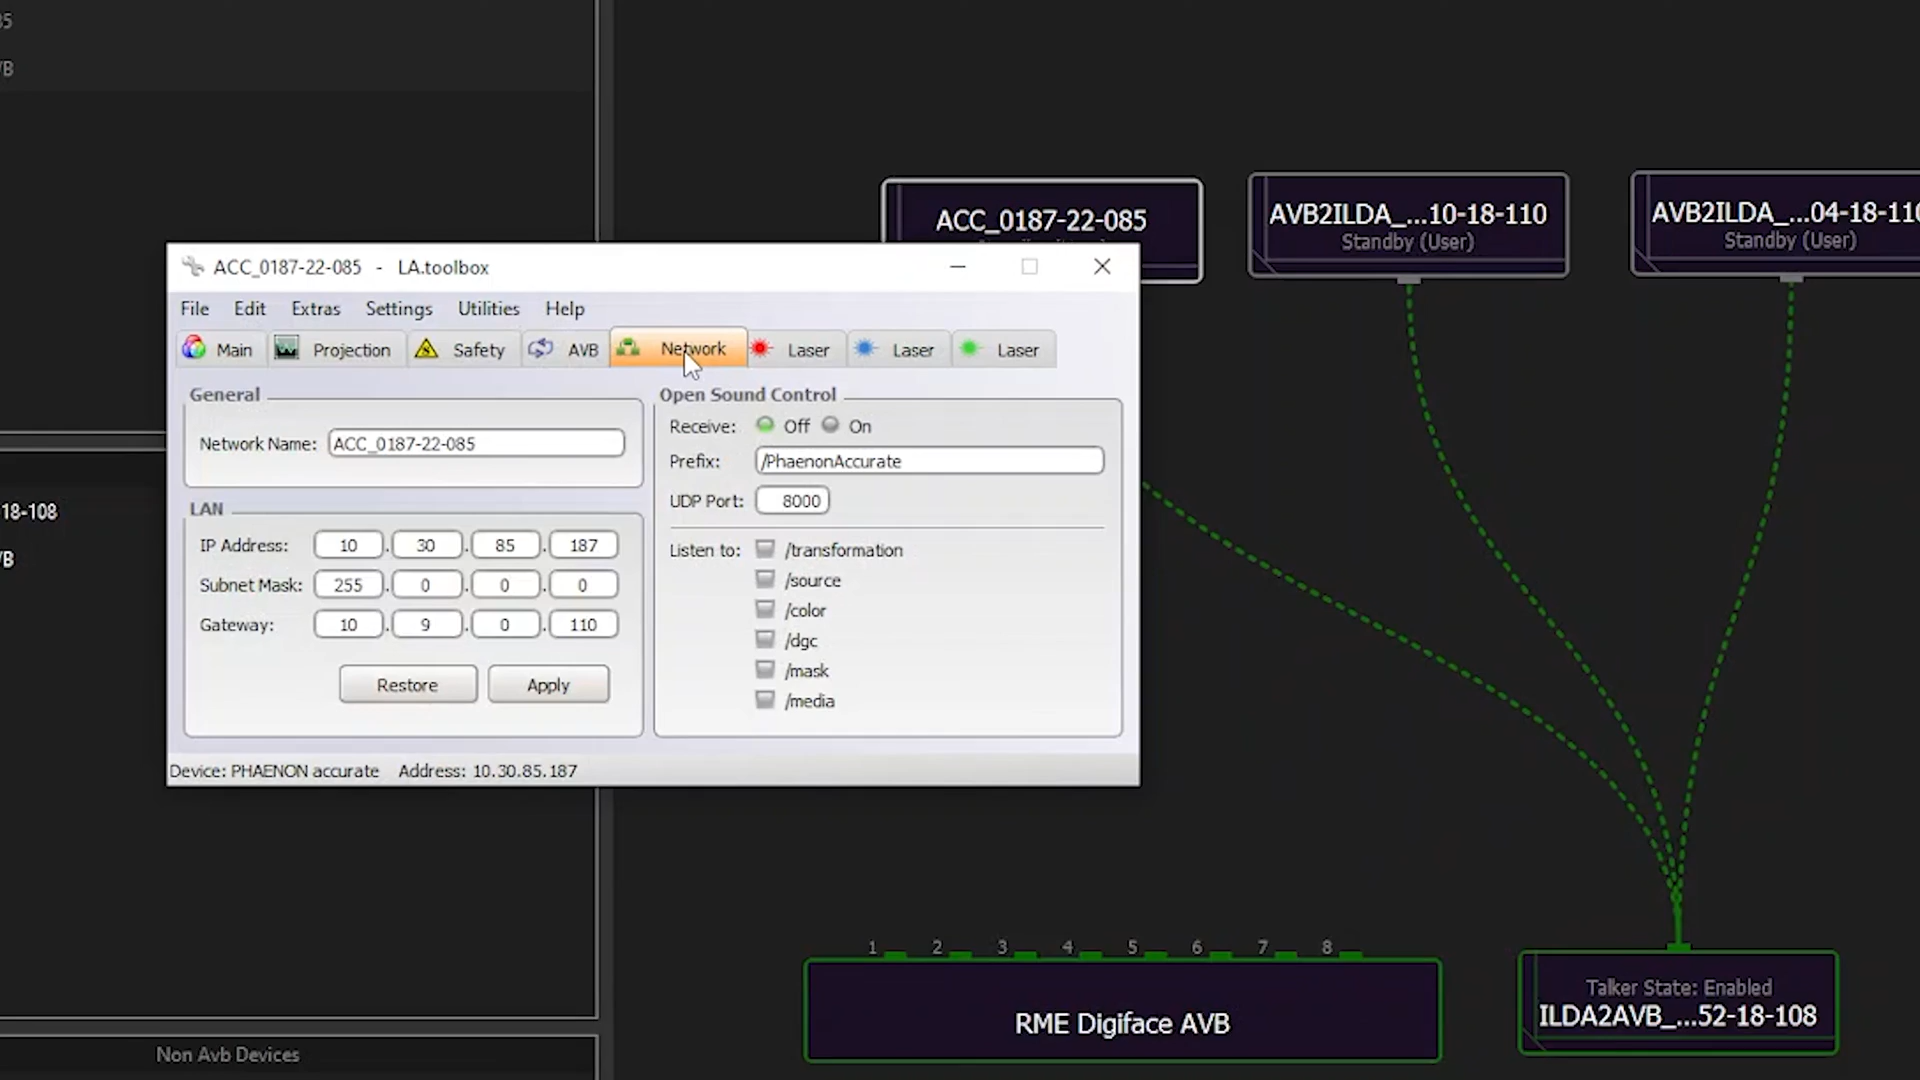 ACC_0187-22-085
AVB2ILDA_...10-18-110
Standby (User)
AVB2ILDA_...04-18-110
Standby (User)
ACC_0187-22-085 - LA.toolbox
File Edit Extras Settings Utilities Help
Main Projection Safety AVB Network Laser Laser Laser
General
Network Name: ACC_0187-22-085
LAN
IP Address: 10 . 30 . 85 . 187
Subnet Mask: 255 . 0 . 0 . 0
Gateway: 10 . 9 . 0 . 110
Restore Apply
Open Sound Control
Receive: Off On
Prefix: /PhaenonAccurate
UDP Port: 8000
Listen to: /transformation
/source
/color
/dgc
/mask
/media
Device: PHAENON accurate Address: 10.30.85.187
18-108
Non Avb Devices
1 2 3 4 5 6 7 8
RME Digiface AVB
Talker State: Enabled
ILDA2AVB_...52-18-108